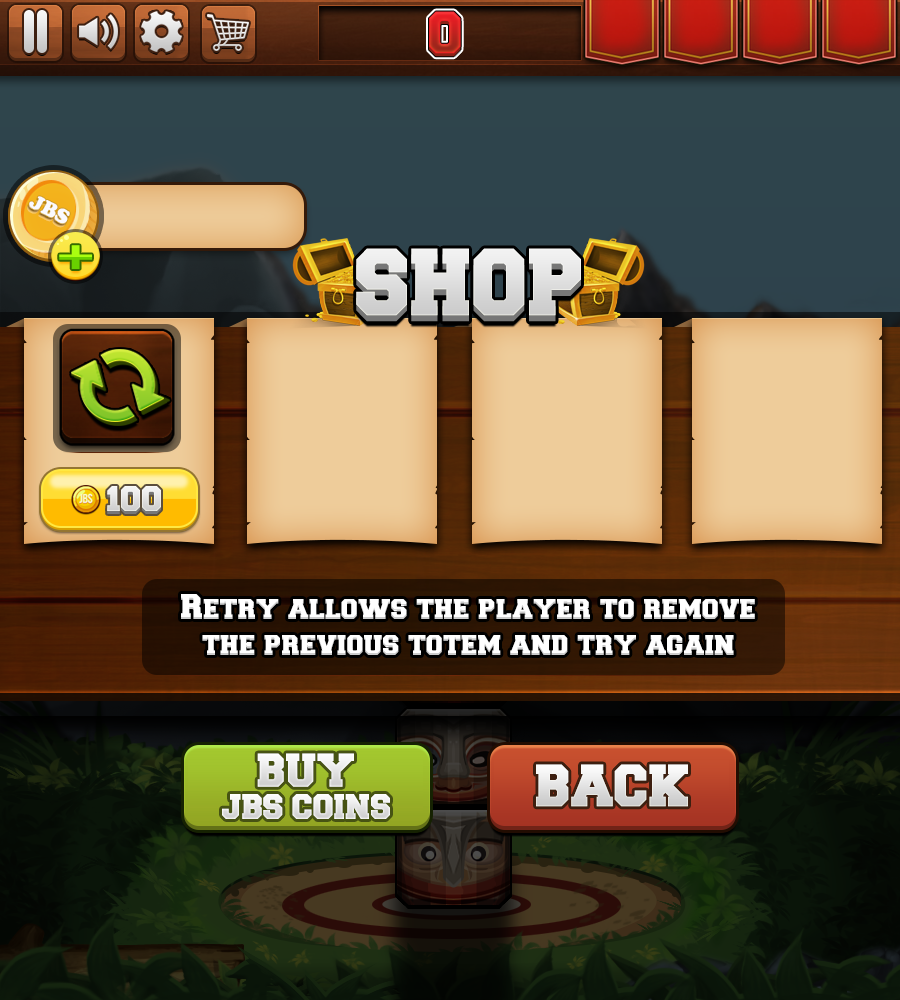 0
JBS
SHOP
JBS 100
Retry allows the player to remove
the previous totem and try again
BUY
JBS COINS
BACK